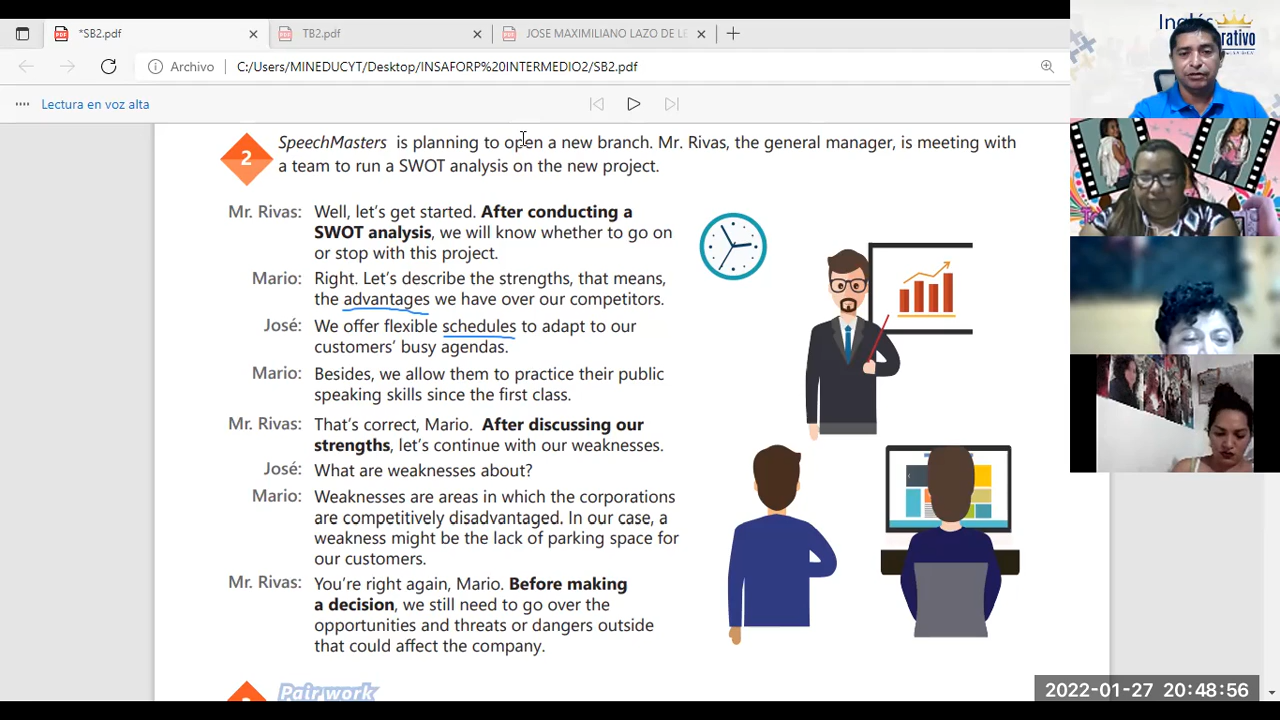 *SB2.pdf
TB2.pdf
JOSE MAXIMILIANO LAZO DE LE
Archivo
C:/Users/MINEDUCYT/Desktop/INSAFORP%20INTERMEDIO2/SB2.pdf
Lectura en voz alta
2
SpeechMasters is planning to open a new branch. Mr. Rivas, the general manager, is meeting with
a team to run a SWOT analysis on the new project.
Mr. Rivas: Well, let's get started. After conducting a
SWOT analysis, we will know whether to go on
or stop with this project.
Mario: Right. Let's describe the strengths, that means,
the advantages we have over our competitors.
José: We offer flexible schedules to adapt to our
customers' busy agendas.
Mario: Besides, we allow them to practice their public
speaking skills since the first class.
Mr. Rivas: That's correct, Mario. After discussing our
strengths, let's continue with our weaknesses.
José: What are weaknesses about?
Mario: Weaknesses are areas in which the corporations
are competitively disadvantaged. In our case, a
weakness might be the lack of parking space for
our customers.
Mr. Rivas: You're right again, Mario. Before making
a decision, we still need to go over the
opportunities and threats or dangers outside
that could affect the company.
Pair work
2022-01-27 20:48:56